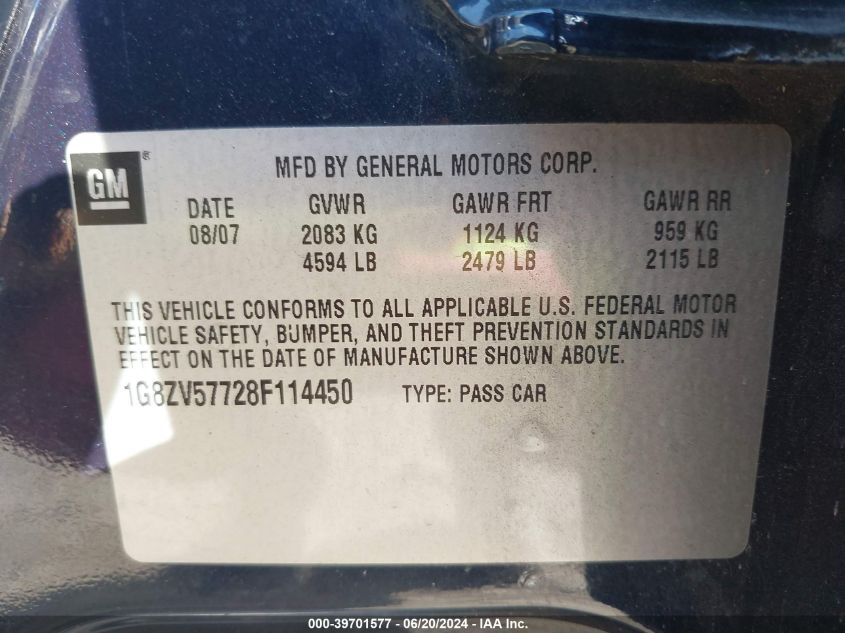 GM ®
MFD BY GENERAL MOTORS CORP.
DATE GVWR GAWR FRT GAWR RR
08/07 2083 KG 1124 KG 959 KG
4594 LB 2479 LB 2115 LB
THIS VEHICLE CONFORMS TO ALL APPLICABLE U.S. FEDERAL MOTOR
VEHICLE SAFETY, BUMPER, AND THEFT PREVENTION STANDARDS IN
EFFECT ON THE DATE OF MANUFACTURE SHOWN ABOVE.
1G8ZV57728F114450 TYPE: PASS CAR
000-39701577 - 06/20/2024 - IAA Inc.